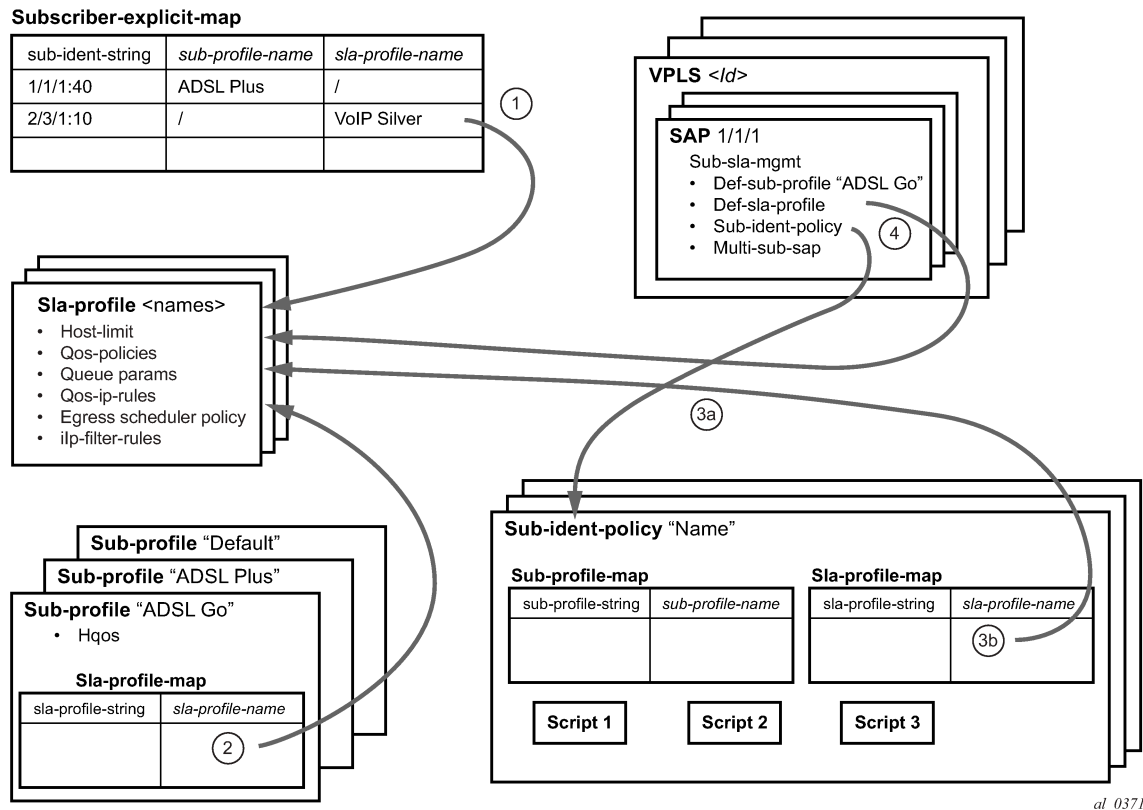 Subscriber-explicit-map
sub-ident-string sub-profile-name sla-profile-name
1/1/1:40 ADSL Plus /
2/3/1:10 / VoIP Silver
1
VPLS <Id>
SAP 1/1/1
Sub-sla-mgmt
• Def-sub-profile “ADSL Go”
• Def-sla-profile
• Sub-ident-policy
• Multi-sub-sap
4
Sla-profile <names>
• Host-limit
• Qos-policies
• Queue params
• Qos-ip-rules
• Egress scheduler policy
• iIp-filter-rules
3a
Sub-profile “Default”
Sub-profile “ADSL Plus”
Sub-profile “ADSL Go”
• Hqos
Sla-profile-map
sla-profile-string sla-profile-name
2
Sub-ident-policy “Name”
Sub-profile-map
sub-profile-string sub-profile-name
Sla-profile-map
sla-profile-string sla-profile-name
3b
Script 1 Script 2 Script 3
al_0371